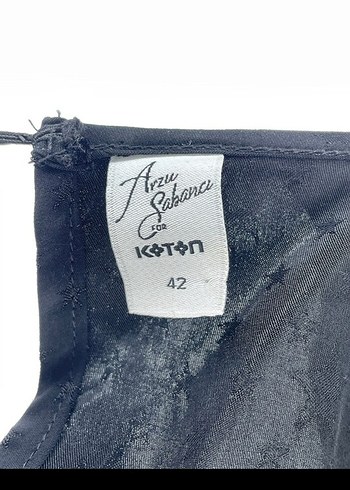 Arzu
Sabancı
FOR
KOTON
42